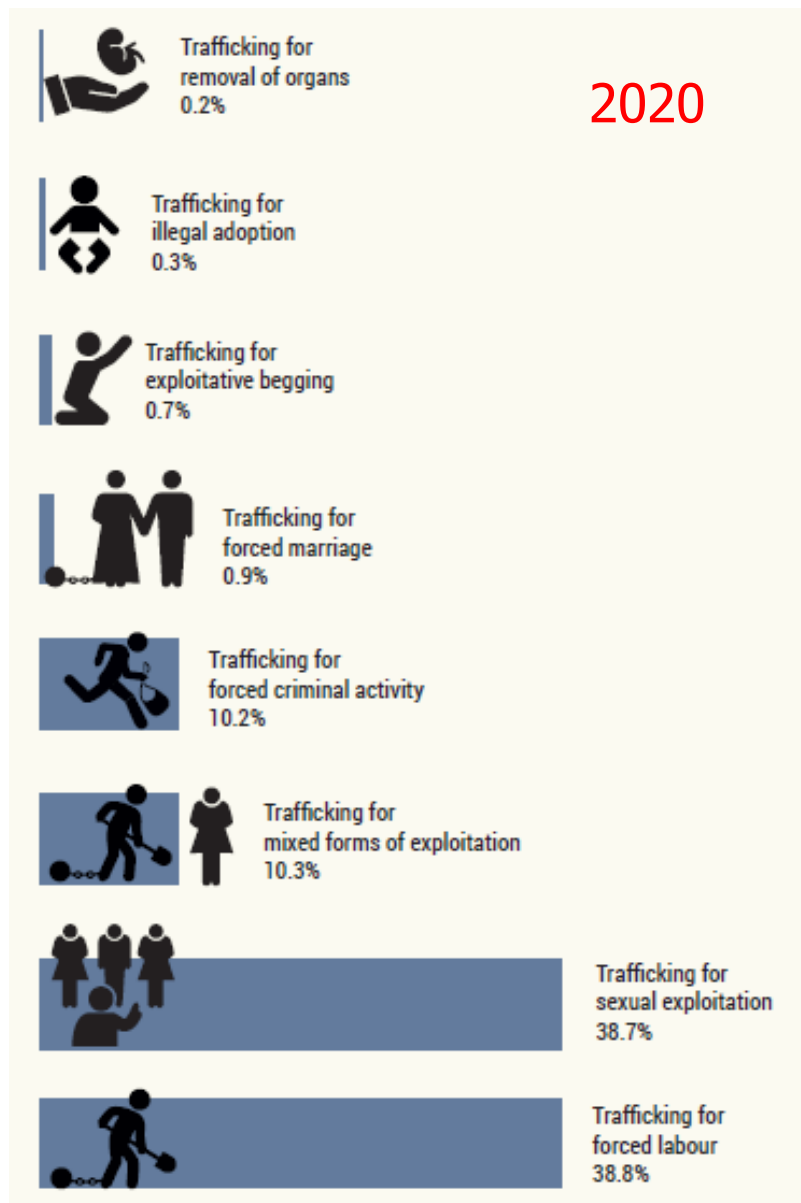 Trafficking for
removal of organs
0.2%
2020
Trafficking for
illegal adoption
0.3%
Trafficking for
exploitative begging
0.7%
Trafficking for
forced marriage
0.9%
Trafficking for
forced criminal activity
10.2%
Trafficking for
mixed forms of exploitation
10.3%
Trafficking for
sexual exploitation
38.7%
Trafficking for
forced labour
38.8%